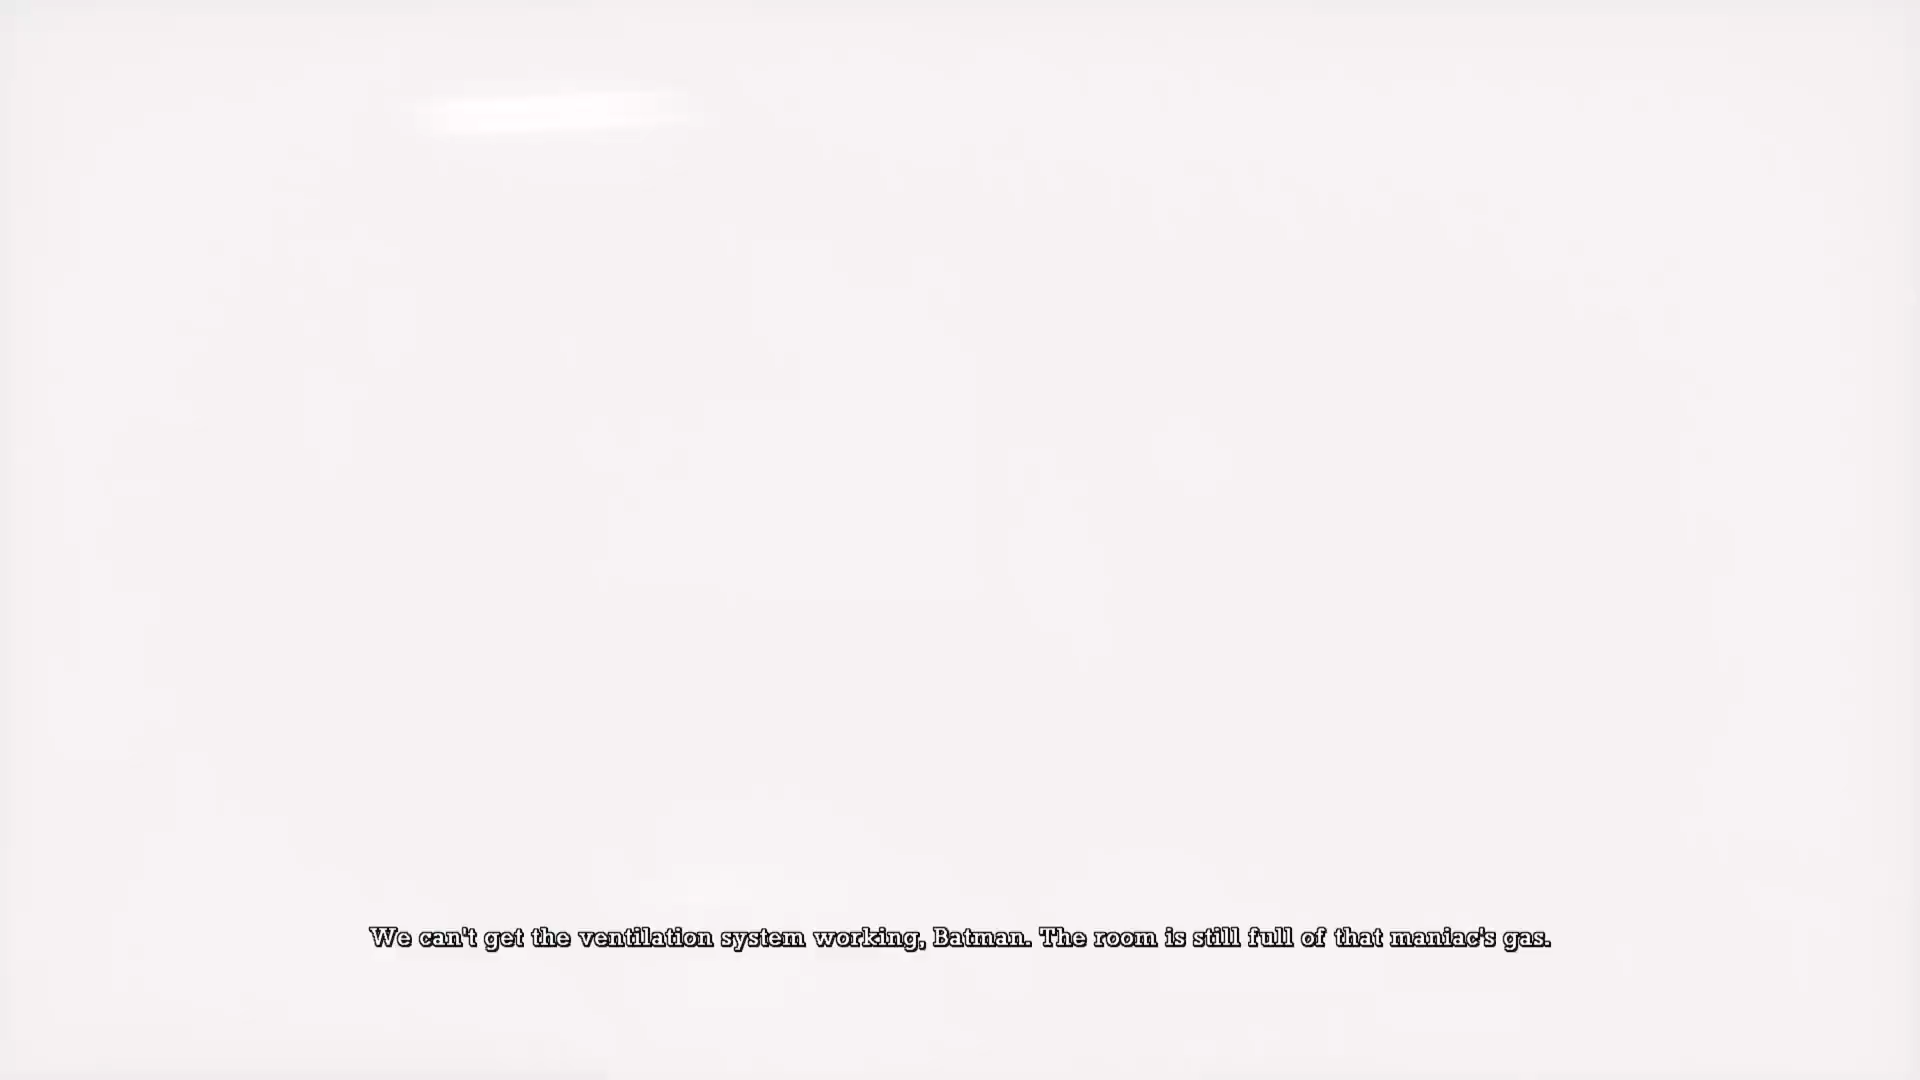 We can't get the ventilation system working, Batman. The room is still full of that maniac's gas.